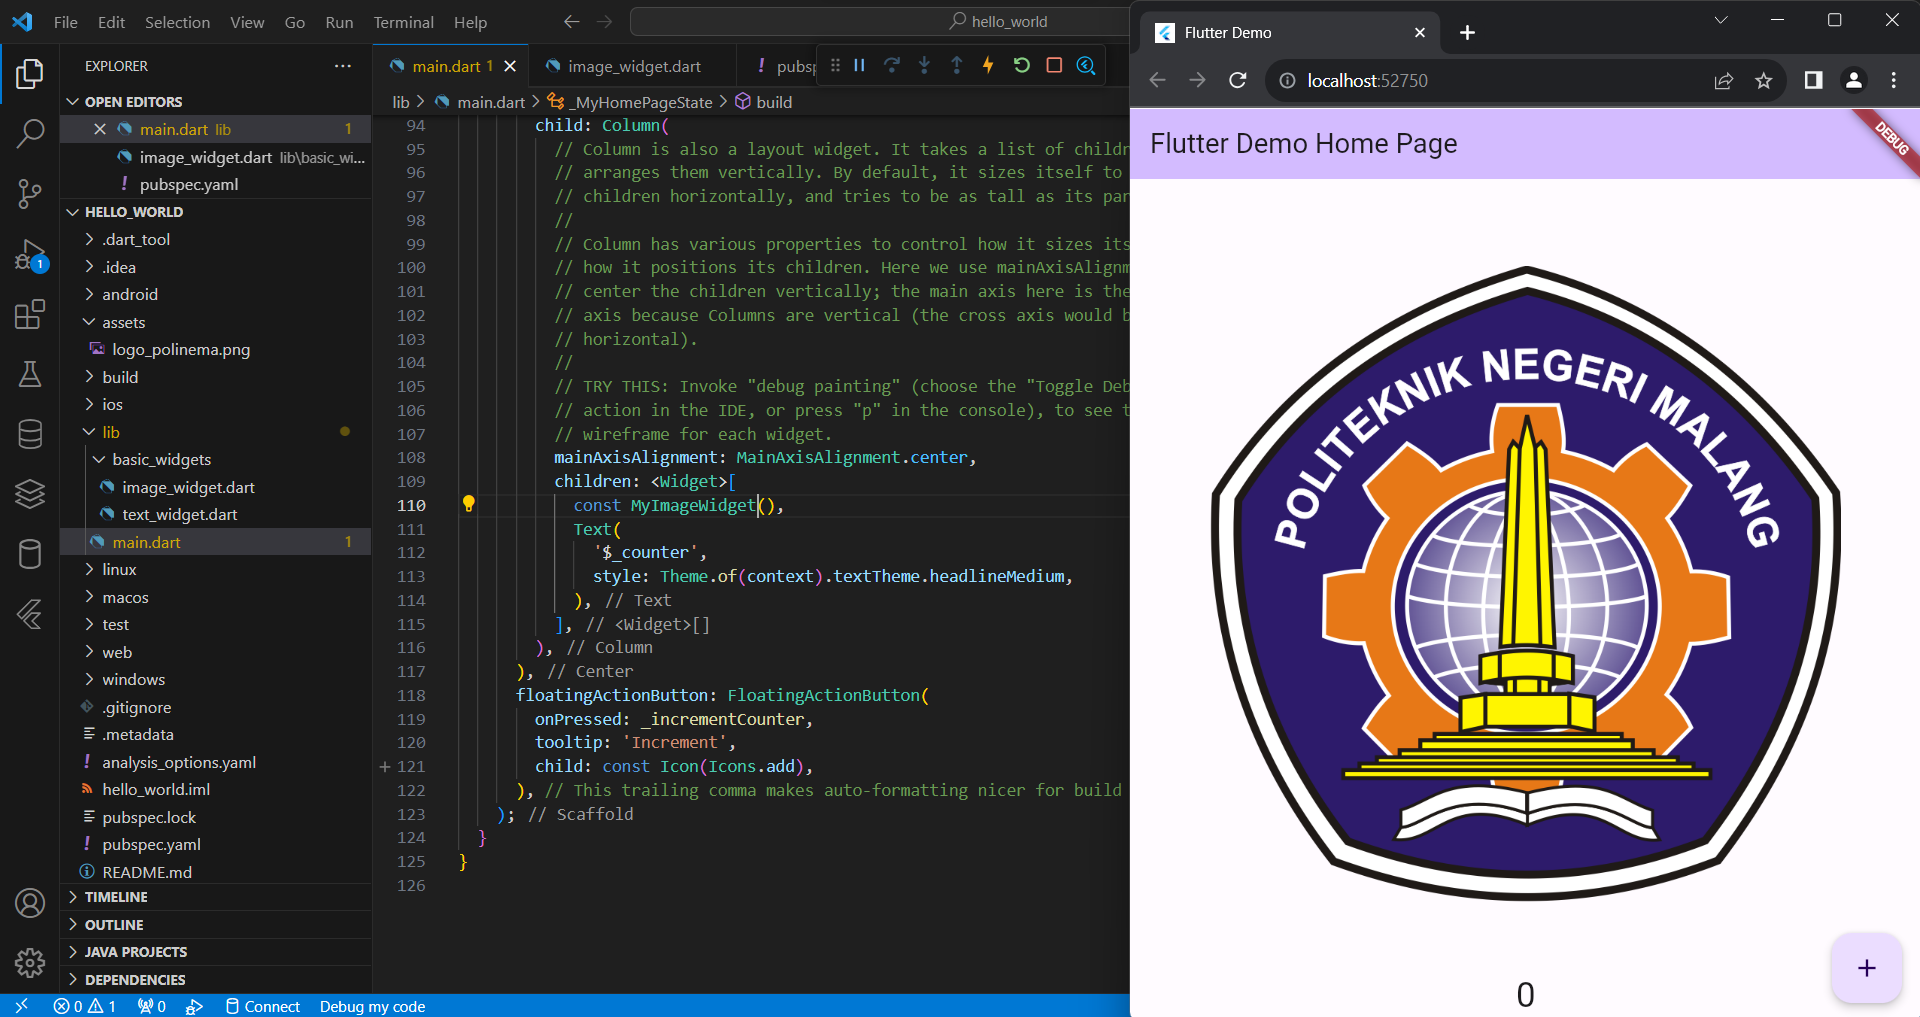 File Edit Selection View Go Run Terminal Help
hello_world
EXPLORER
OPEN EDITORS
main.dart lib 1
image_widget.dart lib\basic_wi...
pubspec.yaml
HELLO_WORLD
.dart_tool
.idea
android
assets
logo_polinema.png
build
ios
lib
basic_widgets
image_widget.dart
text_widget.dart
main.dart 1
linux
macos
test
web
windows
.gitignore
.metadata
analysis_options.yaml
hello_world.iml
pubspec.lock
pubspec.yaml
README.md
TIMELINE
OUTLINE
JAVA PROJECTS
DEPENDENCIES
main.dart 1 image_widget.dart ! pubsp
lib > main.dart > _MyHomePageState > build
94 child: Column(
95 // Column is also a layout widget. It takes a list of childr
96 // arranges them vertically. By default, it sizes itself to
97 // children horizontally, and tries to be as tall as its par
98 //
99 // Column has various properties to control how it sizes its
100 // how it positions its children. Here we use mainAxisAlignm
101 // center the children vertically; the main axis here is the
102 // axis because Columns are vertical (the cross axis would b
103 // horizontal).
104 //
105 // TRY THIS: Invoke "debug painting" (choose the "Toggle Deb
106 // action in the IDE, or press "p" in the console), to see t
107 // wireframe for each widget.
108 mainAxisAlignment: MainAxisAlignment.center,
109 children: <Widget>[
110 const MyImageWidget(),
111 Text(
112 '$_counter',
113 style: Theme.of(context).textTheme.headlineMedium,
114 ), // Text
115 ], // <Widget>[]
116 ), // Column
117 ), // Center
118 floatingActionButton: FloatingActionButton(
119 onPressed: _incrementCounter,
120 tooltip: 'Increment',
121 child: const Icon(Icons.add),
122 ), // This trailing comma makes auto-formatting nicer for build
123 ); // Scaffold
124 }
125 }
126
0 1 0 Connect Debug my code
1
Flutter Demo
localhost:52750
Flutter Demo Home Page
DEBUG
POLITEKNIK NEGERI MALANG
0
+